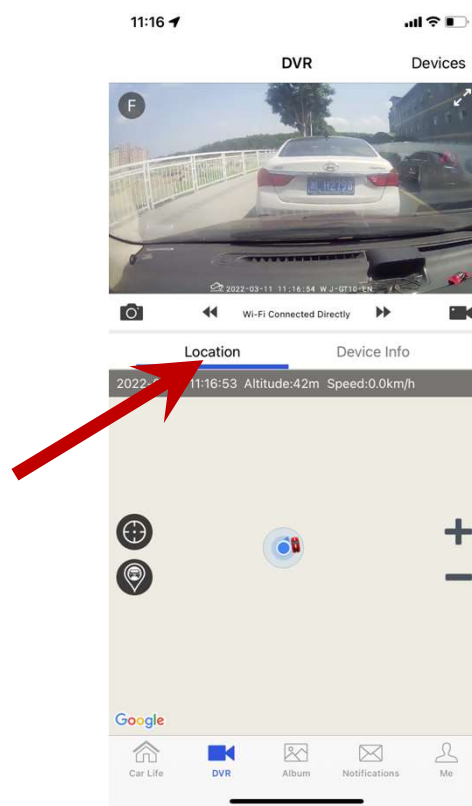 11:16
DVR
Devices
F
2022-03-11 11:16:54 WJ-GT10-EN
Wi-Fi Connected Directly
Location
Device Info
11:16:53 Altitude:42m Speed:0.0km/h
Google
Car Life
DVR
Album
Notifications
Me